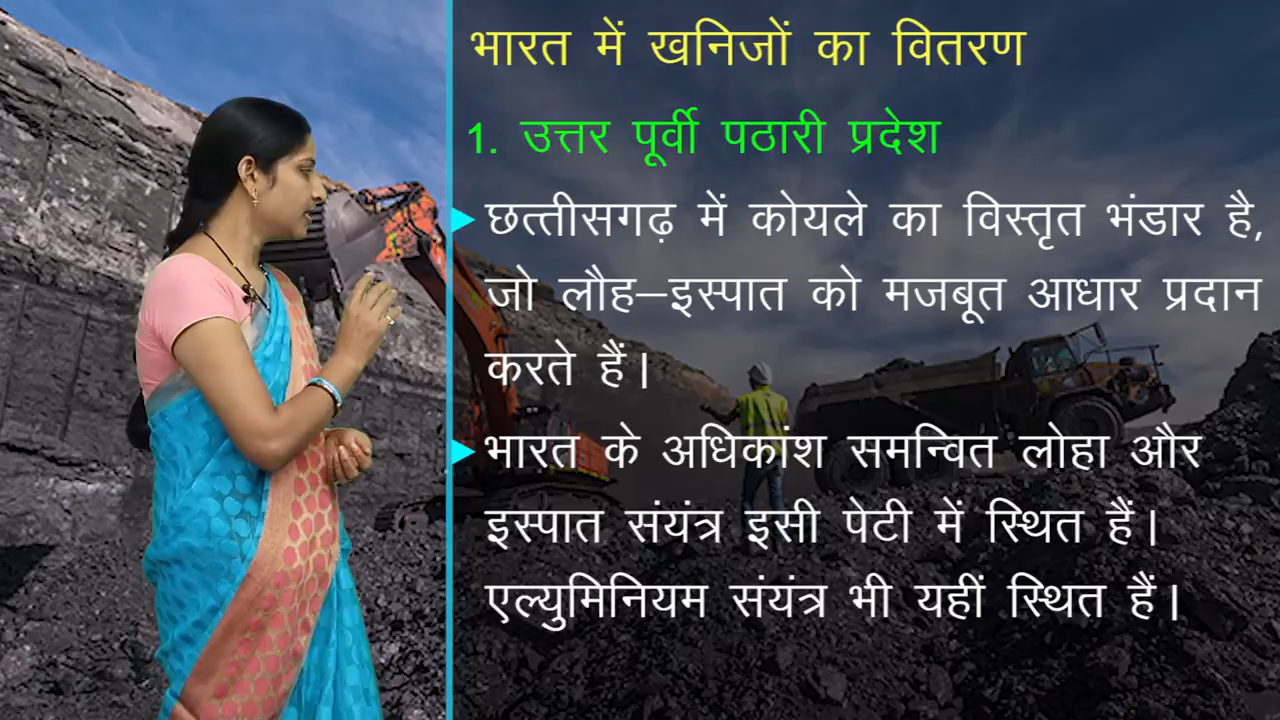 भारत में खनिजों का वितरण
1. उत्तर पूर्वी पठारी प्रदेश
छत्तीसगढ़ में कोयले का विस्तृत भंडार है,
जो लौह–इस्पात को मजबूत आधार प्रदान
करते हैं।
भारत के अधिकांश समन्वित लोहा और
इस्पात संयंत्र इसी पेटी में स्थित हैं।
एल्युमिनियम संयंत्र भी यहीं स्थित हैं।